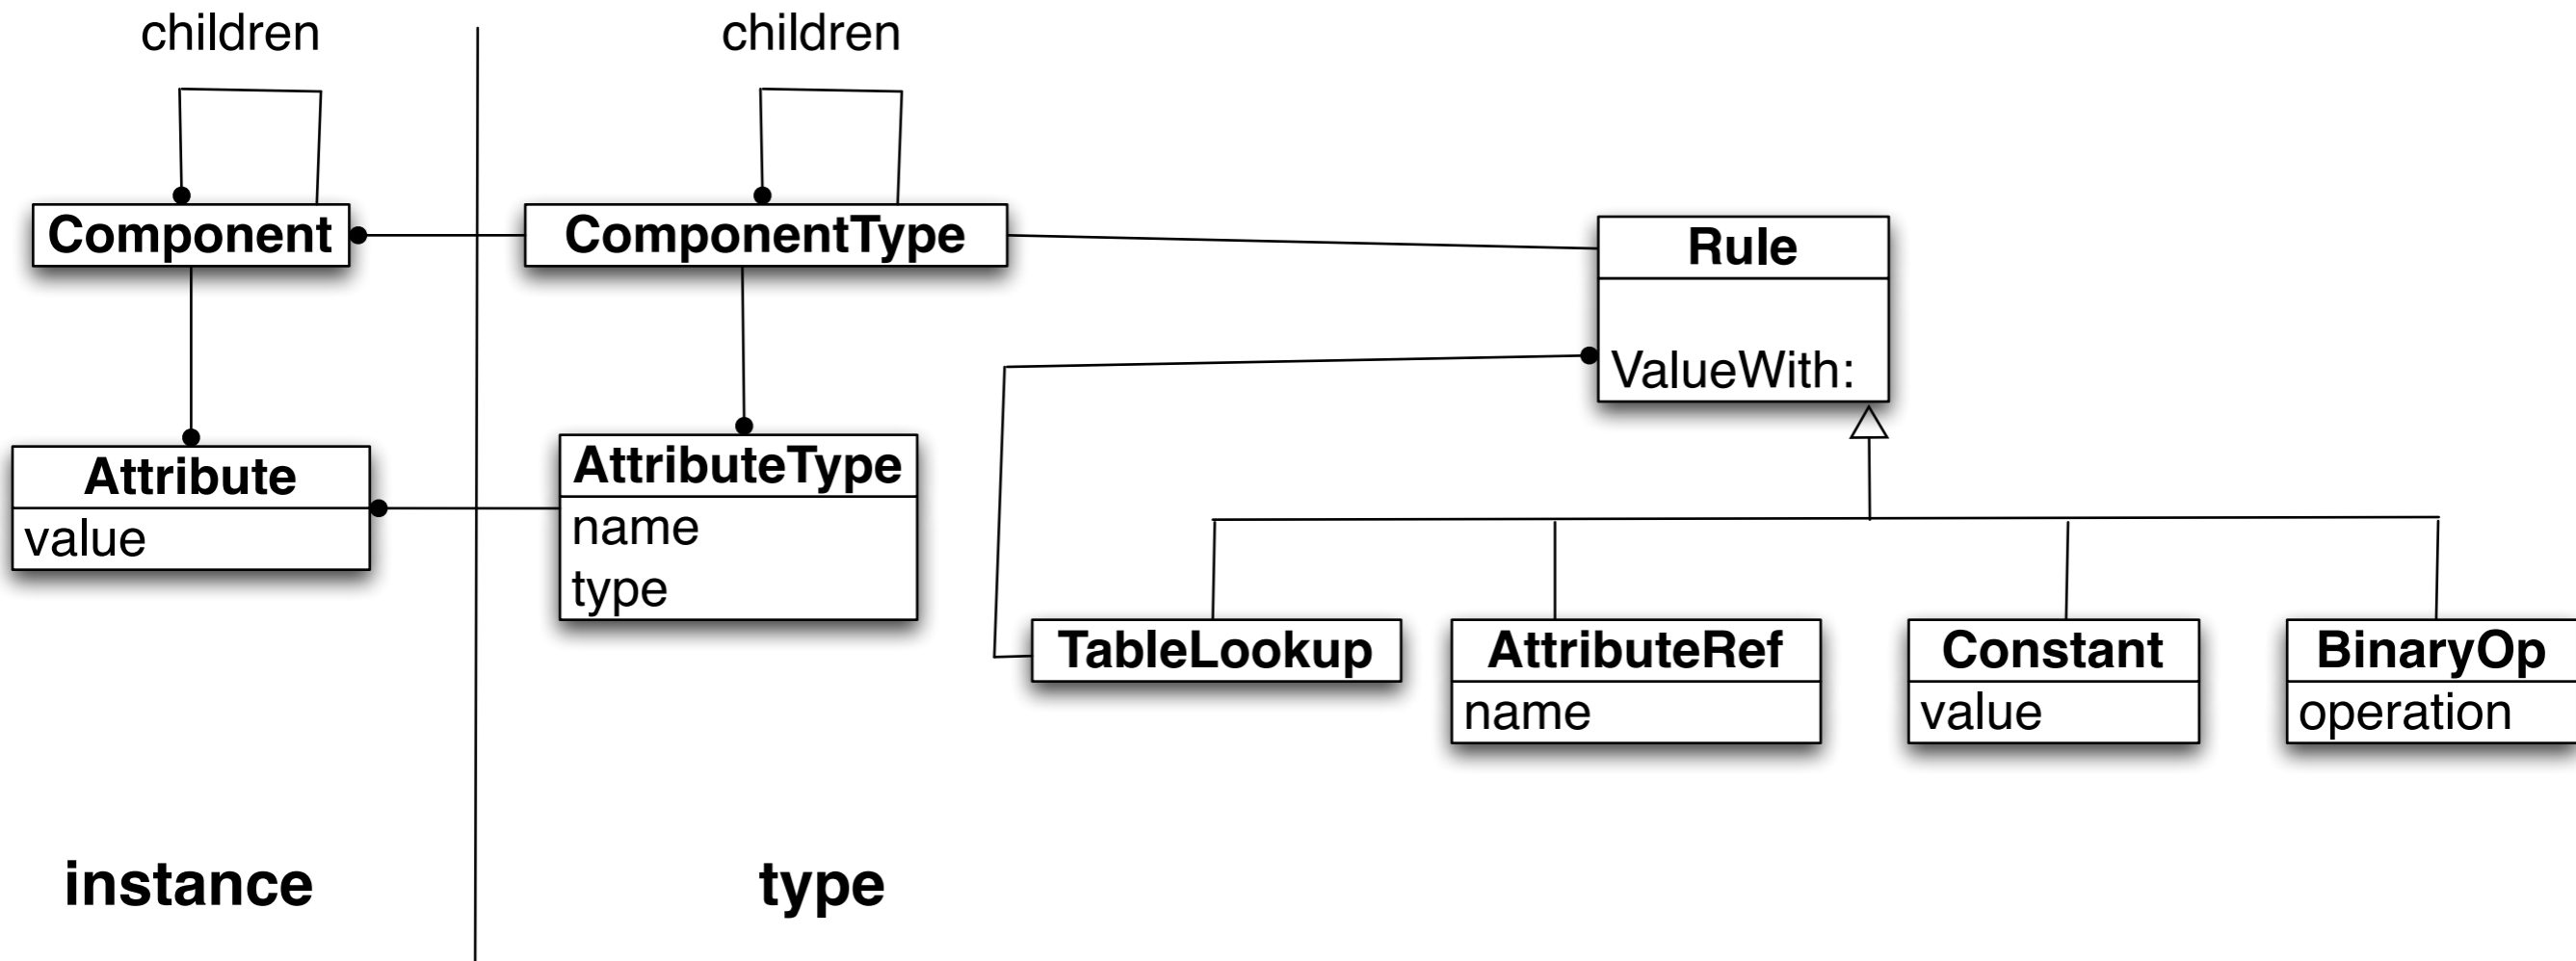 children
children
Component
ComponentType
Rule
ValueWith:
Attribute
value
AttributeType
name
type
TableLookup
AttributeRef
name
Constant
value
BinaryOp
operation
instance
type